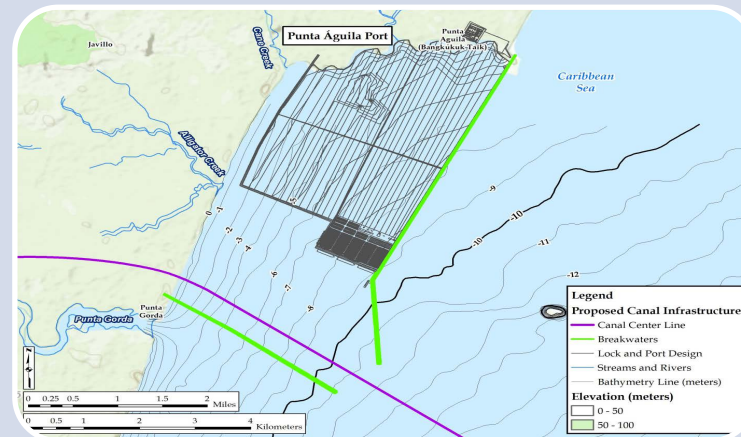 Javillo
Cane Creek
Punta Águila Port
Punta
Aguila
(Bangkukuk-Taik)
Caribbean
Sea
Alligator Creek
0
-1
-2
-3
-4
-5
-6
-7
-8
-9
-10
-10
-11
-12
Punta
Gorda
Punta Gorda
N
0 0.25 0.5 1 1.5 2
Miles
0 0.5 1 2 3 4
Kilometers
Legend
Proposed Canal Infrastructure
Canal Center Line
Breakwaters
Lock and Port Design
Streams and Rivers
Bathymetry Line (meters)
Elevation (meters)
0 - 50
50 - 100